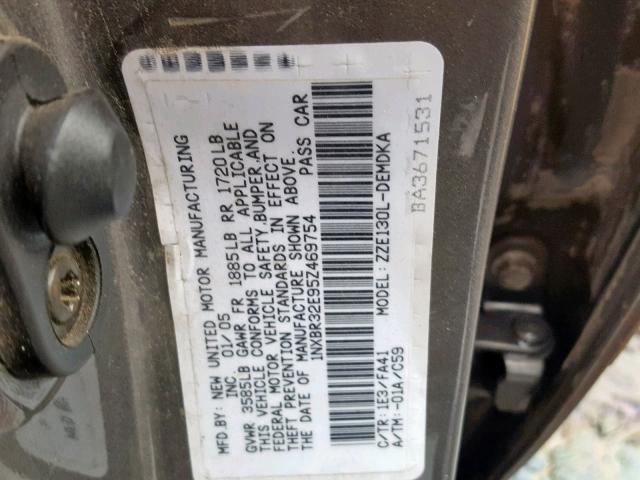 MFD.BY: NEW UNITED MOTOR MANUFACTURING
INC. 01/05
GVWR 3585LB GAWR FR 1885LB RR 1720LB
THIS VEHICLE CONFORMS TO ALL APPLICABLE
FEDERAL MOTOR VEHICLE SAFETY,BUMPER,AND
THEFT PREVENTION STANDARDS IN EFFECT ON
THE DATE OF MANUFACTURE SHOWN ABOVE.
1NXBR32E95Z469754 PASS CAR
C/TR:1E3/FA41 MODEL:ZZE130L-DEMDKA
A/TM:-01A/C59
BA3671531